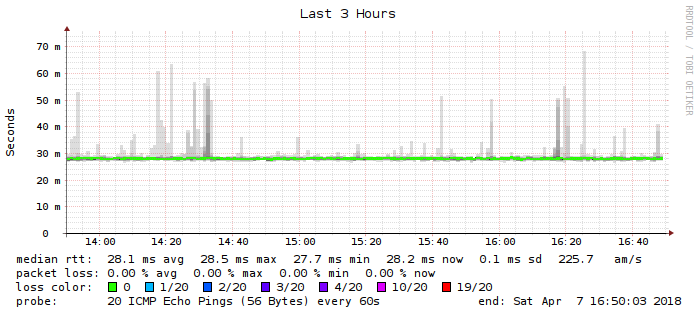 Last 3 Hours
RRDTOOL / TOBI OETIKER
Seconds
70 m
60 m
50 m
40 m
30 m
20 m
10 m
0
14:00 14:20 14:40 15:00 15:20 15:40 16:00 16:20 16:40
median rtt: 28.1 ms avg 28.5 ms max 27.7 ms min 28.2 ms now 0.1 ms sd 225.7 am/s
packet loss: 0.00 % avg 0.00 % max 0.00 % min 0.00 % now
loss color: 0 1/20 2/20 3/20 4/20 10/20 19/20
probe: 20 ICMP Echo Pings (56 Bytes) every 60s end: Sat Apr 7 16:50:03 2018